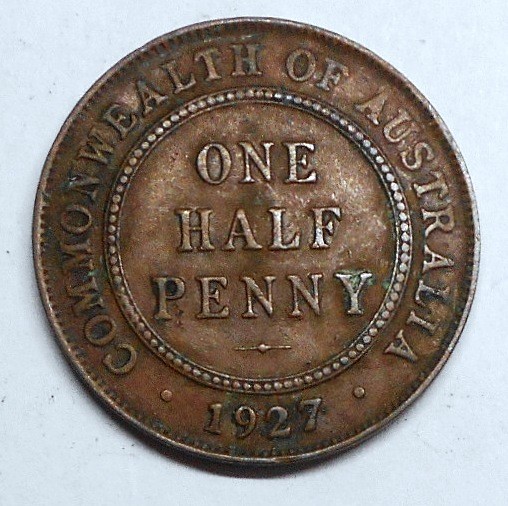 COMMONWEALTH OF AUSTRALIA
ONE
HALF
PENNY
1927